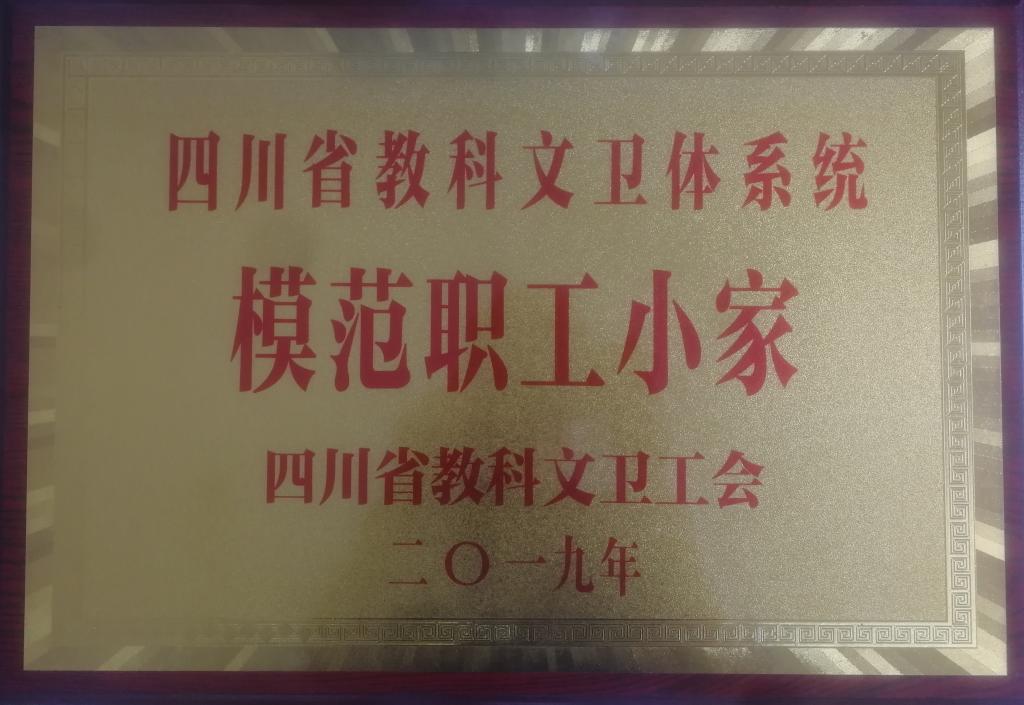 四川省教科文卫体系统
模范职工小家
四川省教科文卫工会
二〇一九年